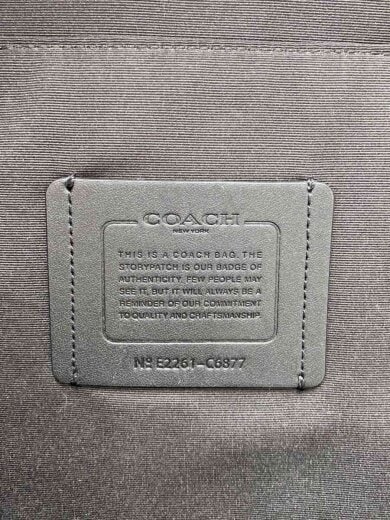 COACH
NEW YORK
THIS IS A COACH BAG. THE
STORYPATCH IS OUR BADGE OF
AUTHENTICITY. FEW PEOPLE MAY
SEE IT, BUT IT WILL ALWAYS BE A
REMINDER OF OUR COMMITMENT
TO QUALITY AND CRAFTSMANSHIP.
Nº E2261-C6877